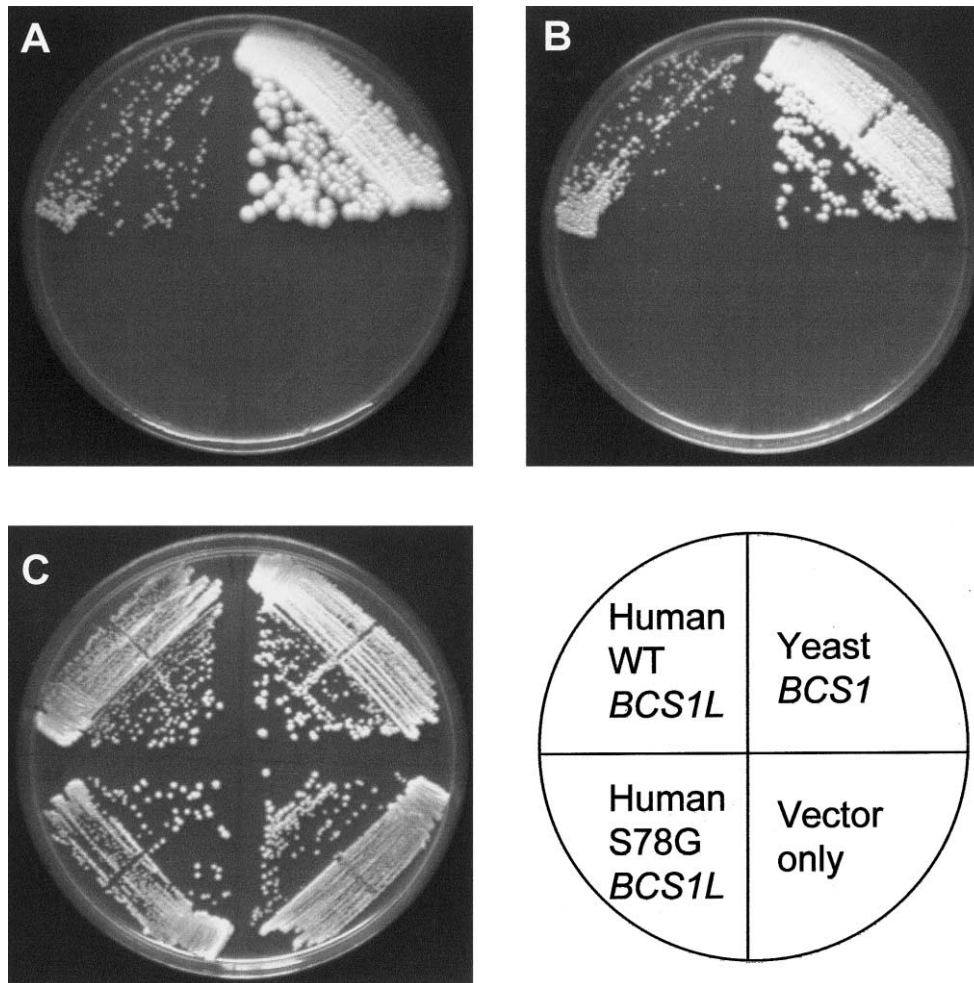 A
B
C
Human
WT
BCS1L
Yeast
BCS1
Human
S78G
BCS1L
Vector
only